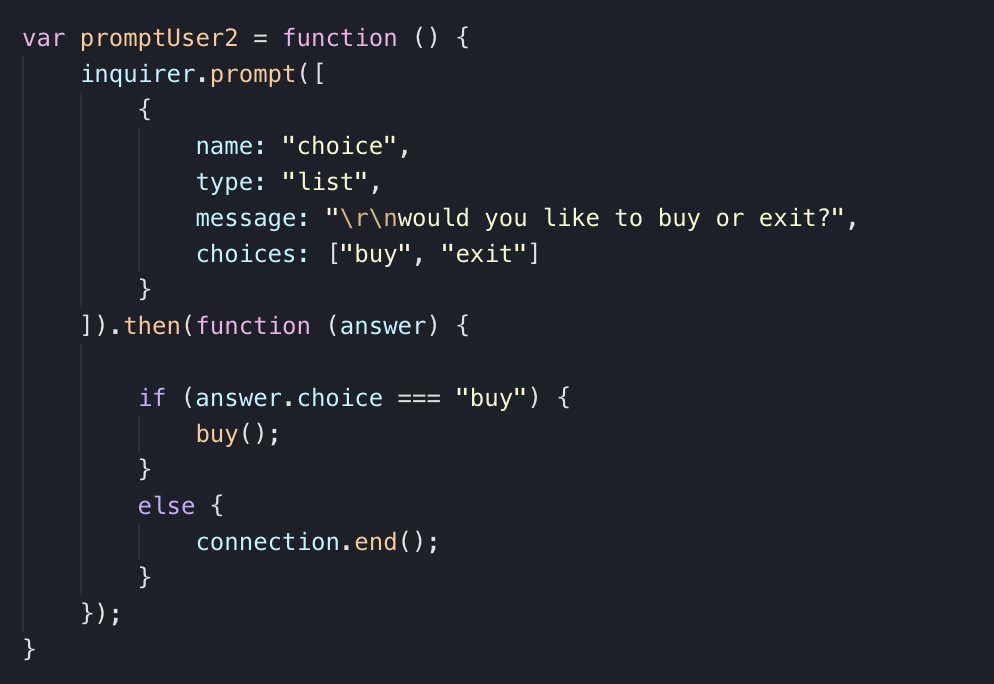 var promptUser2 = function () {
    inquirer.prompt([
        {
            name: "choice",
            type: "list",
            message: "\r\nwould you like to buy or exit?",
            choices: ["buy", "exit"]
        }
    ]).then(function (answer) {

        if (answer.choice === "buy") {
            buy();
        }
        else {
            connection.end();
        }
    });
}